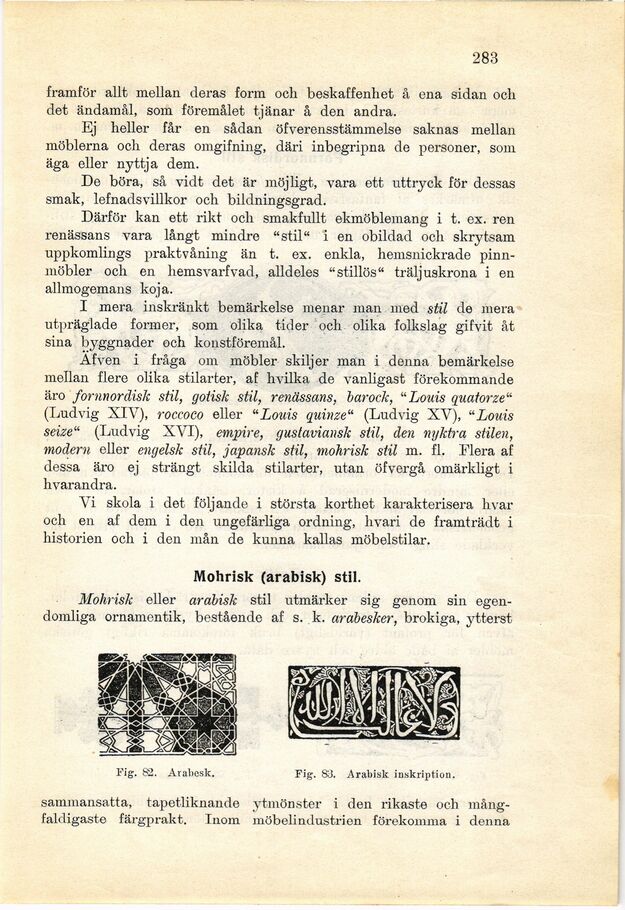 283
framför allt mellan deras form och beskaffenhet å ena sidan och
det ändamål, som föremålet tjänar å den andra.
Ej heller får en sådan öfverensstämmelse saknas mellan
möblerna och deras omgifning, däri inbegripna de personer, som
äga eller nyttja dem.
De böra, så vidt det är möjligt, vara ett uttryck för dessas
smak, lefnadsvillkor och bildningsgrad.
Därför kan ett rikt och smakfullt ekmöblemang i t. ex. ren
renässans vara långt mindre “stil“ i en obildad och skrytsam
uppkomlings praktvåning än t. ex. enkla, hemsnickrade pinn-
möbler och en hemsvarfvad, alldeles “stillös“ träljuskrona i en
allmogemans koja.
I mera inskränkt bemärkelse menar man med stil de mera
utpräglade former, som olika tider och olika folkslag gifvit åt
sina byggnader och konstföremål.
Äfven i fråga om möbler skiljer man i denna bemärkelse
mellan flere olika stilarter, af hvilka de vanligast förekommande
äro fornnordisk stil, gotisk stil, renässans, barock, “Louis quatorze“
(Ludvig XIV), roccoco eller “Louis quinze“ (Ludvig XV), “Louis
seize“ (Ludvig XVI), empire, gustaviansk stil, den nyktra stilen,
modern eller engelsk stil, japansk stil, mohrisk stil m. fl. Flera af
dessa äro ej strängt skilda stilarter, utan öfvergå omärkligt i
hvarandra.
Vi skola i det följande i största korthet karakterisera hvar
och en af dem i den ungefärliga ordning, hvari de framträdt i
historien och i den mån de kunna kallas möbelstilar.
Mohrisk (arabisk) stil.
Mohrisk eller arabisk stil utmärker sig genom sin egen-
domliga ornamentik, bestående af s. k. arabesker, brokiga, ytterst
Fig. 82. Arabesk.
Fig. 83. Arabisk inskription.
sammansatta, tapetliknande ytmönster i den rikaste och mång-
faldigaste färgprakt. Inom möbelindustrien förekomma i denna